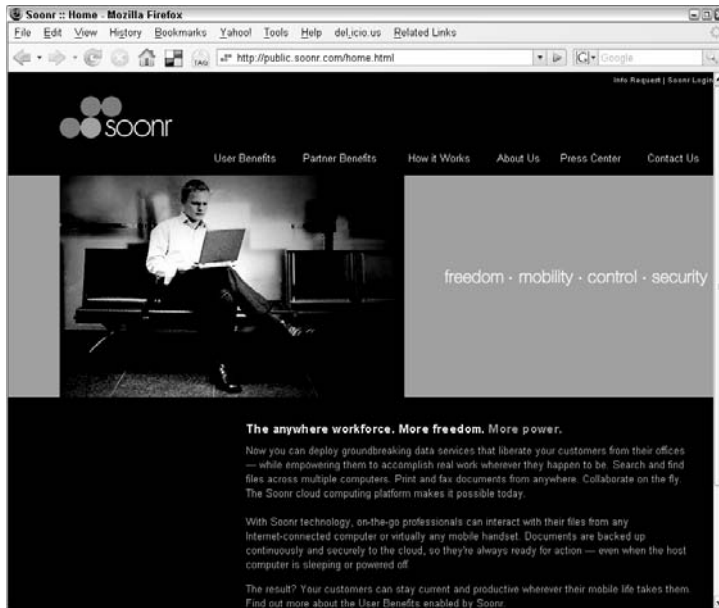 Soonr :: Home - Mozilla Firefox
File Edit View History Bookmarks Yahoo! Tools Help del.icio.us Related Links
TAG http://public.soonr.com/home.html Google
Info Request | Soonr Login
soonr
User Benefits Partner Benefits How it Works About Us Press Center Contact Us
freedom · mobility · control · security
The anywhere workforce. More freedom. More power.
Now you can deploy groundbreaking data services that liberate your customers from their offices
— while empowering them to accomplish real work wherever they happen to be. Search and find
files across multiple computers. Print and fax documents from anywhere. Collaborate on the fly.
The Soonr cloud computing platform makes it possible today.
With Soonr technology, on-the-go professionals can interact with their files from any
Internet-connected computer or virtually any mobile handset. Documents are backed up
continuously and securely to the cloud, so they're always ready for action — even when the host
computer is sleeping or powered off.
The result? Your customers can stay current and productive wherever their mobile life takes them.
Find out more about the User Benefits enabled by Soonr.